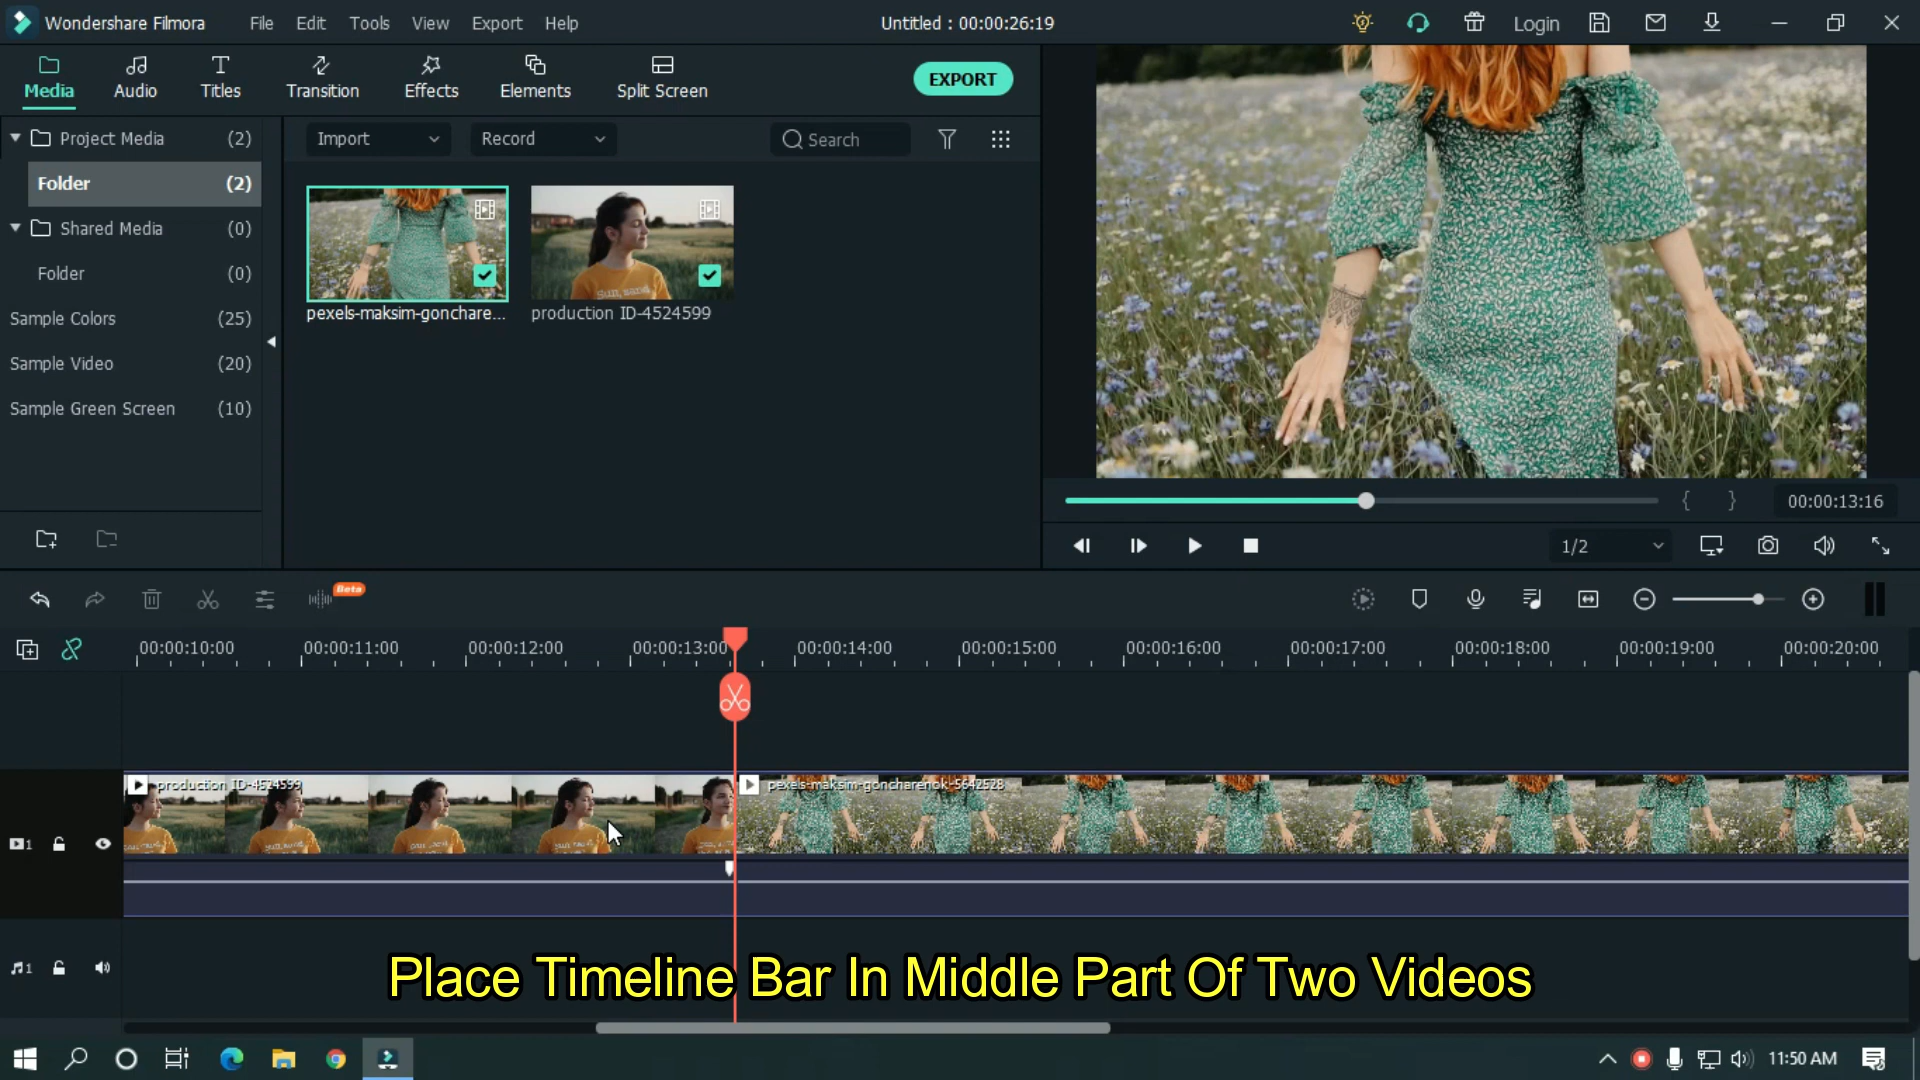 Wondershare Filmora File Edit Tools View Export Help Untitled : 00:00:26:19 Login
Media Audio Titles Transition Effects Elements Split Screen EXPORT
Project Media (2)
Folder (2)
Shared Media (0)
Folder (0)
Sample Colors (25)
Sample Video (20)
Sample Green Screen (10)
Import Record Search
pexels-maksim-gonchare... production ID-4524599
00:00:13:16
1/2
Beta
00:00:10:00 00:00:11:00 00:00:12:00 00:00:13:00 00:00:14:00 00:00:15:00 00:00:16:00 00:00:17:00 00:00:18:00 00:00:19:00 00:00:20:00
production ID-4524599 pexels-maksim-goncharenok-5642528
1
1
Place Timeline Bar In Middle Part Of Two Videos
11:50 AM